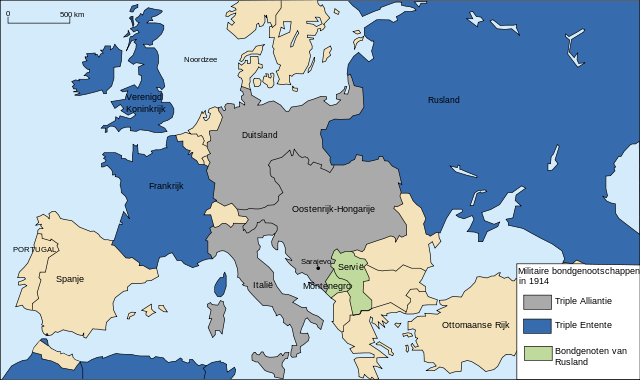 0 500 km
Noordzee
Verenigd
Koninkrijk
Rusland
Duitsland
Frankrijk
Oostenrijk-Hongarije
PORTUGAL
Sarajevo
Servië
Spanje
Italië
Montenegro
Ottomaanse Rijk
Militaire bondgenootschappen
in 1914
Triple Alliantie
Triple Entente
Bondgenoten van
Rusland